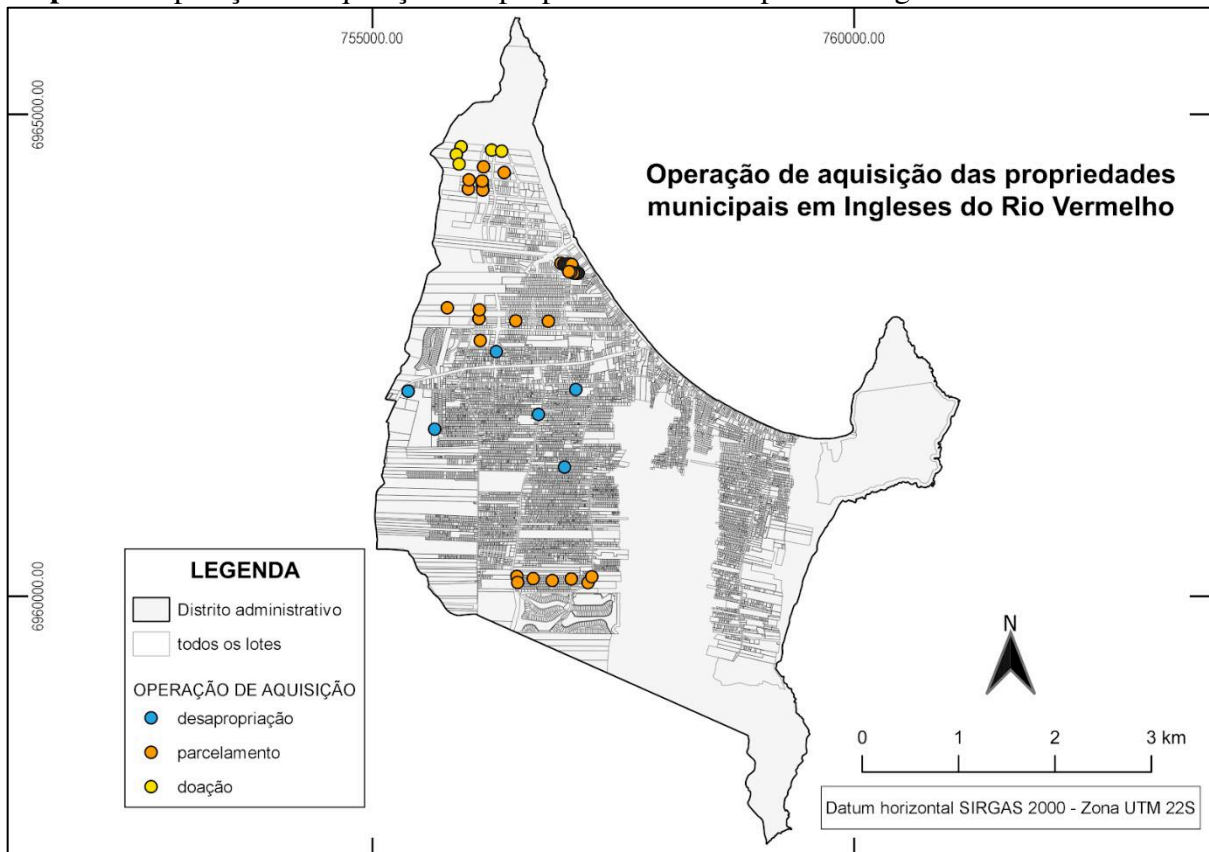 755000.00
760000.00
6965000.00
Operação de aquisição das propriedades
municipais em Ingleses do Rio Vermelho
6960000.00
LEGENDA
Distrito administrativo
todos os lotes
OPERAÇÃO DE AQUISIÇÃO
desapropriação
parcelamento
doação
N
0 1 2 3 km
Datum horizontal SIRGAS 2000 - Zona UTM 22S